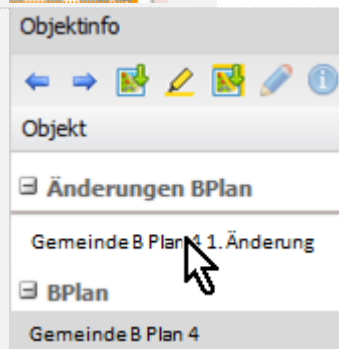 Objektinfo
Objekt
Änderungen BPlan
Gemeinde B Plan 4 1. Änderung
BPlan
Gemeinde B Plan 4